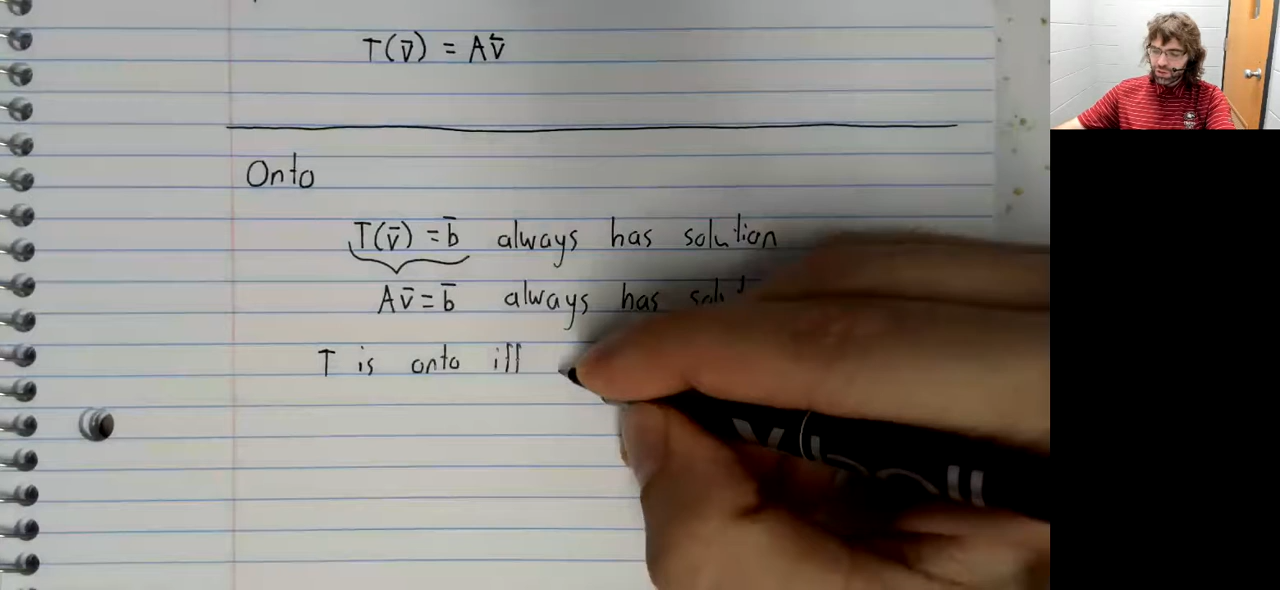 T(v̄) = Av̄
Onto
T(v̄) = b̄ always has solution
Av̄ = b̄ always has
T is onto iff